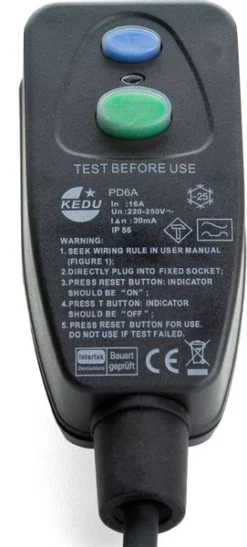 TEST BEFORE USE
KEDU
PD6A
In :16A
Un:220-250V~
I∆n :30mA
IP 55
-25
WARNING:
1.SEEK WIRING RULE IN USER MANUAL
(FIGURE 1);
2.DIRECTLY PLUG INTO FIXED SOCKET;
3.PRESS RESET BUTTON: INDICATOR
SHOULD BE "ON";
4.PRESS T BUTTON: INDICATOR
SHOULD BE "OFF";
5.PRESS RESET BUTTON FOR USE.
DO NOT USE IF TEST FAILED.
Intertek
Deutschland
Bauart
geprüft
CE